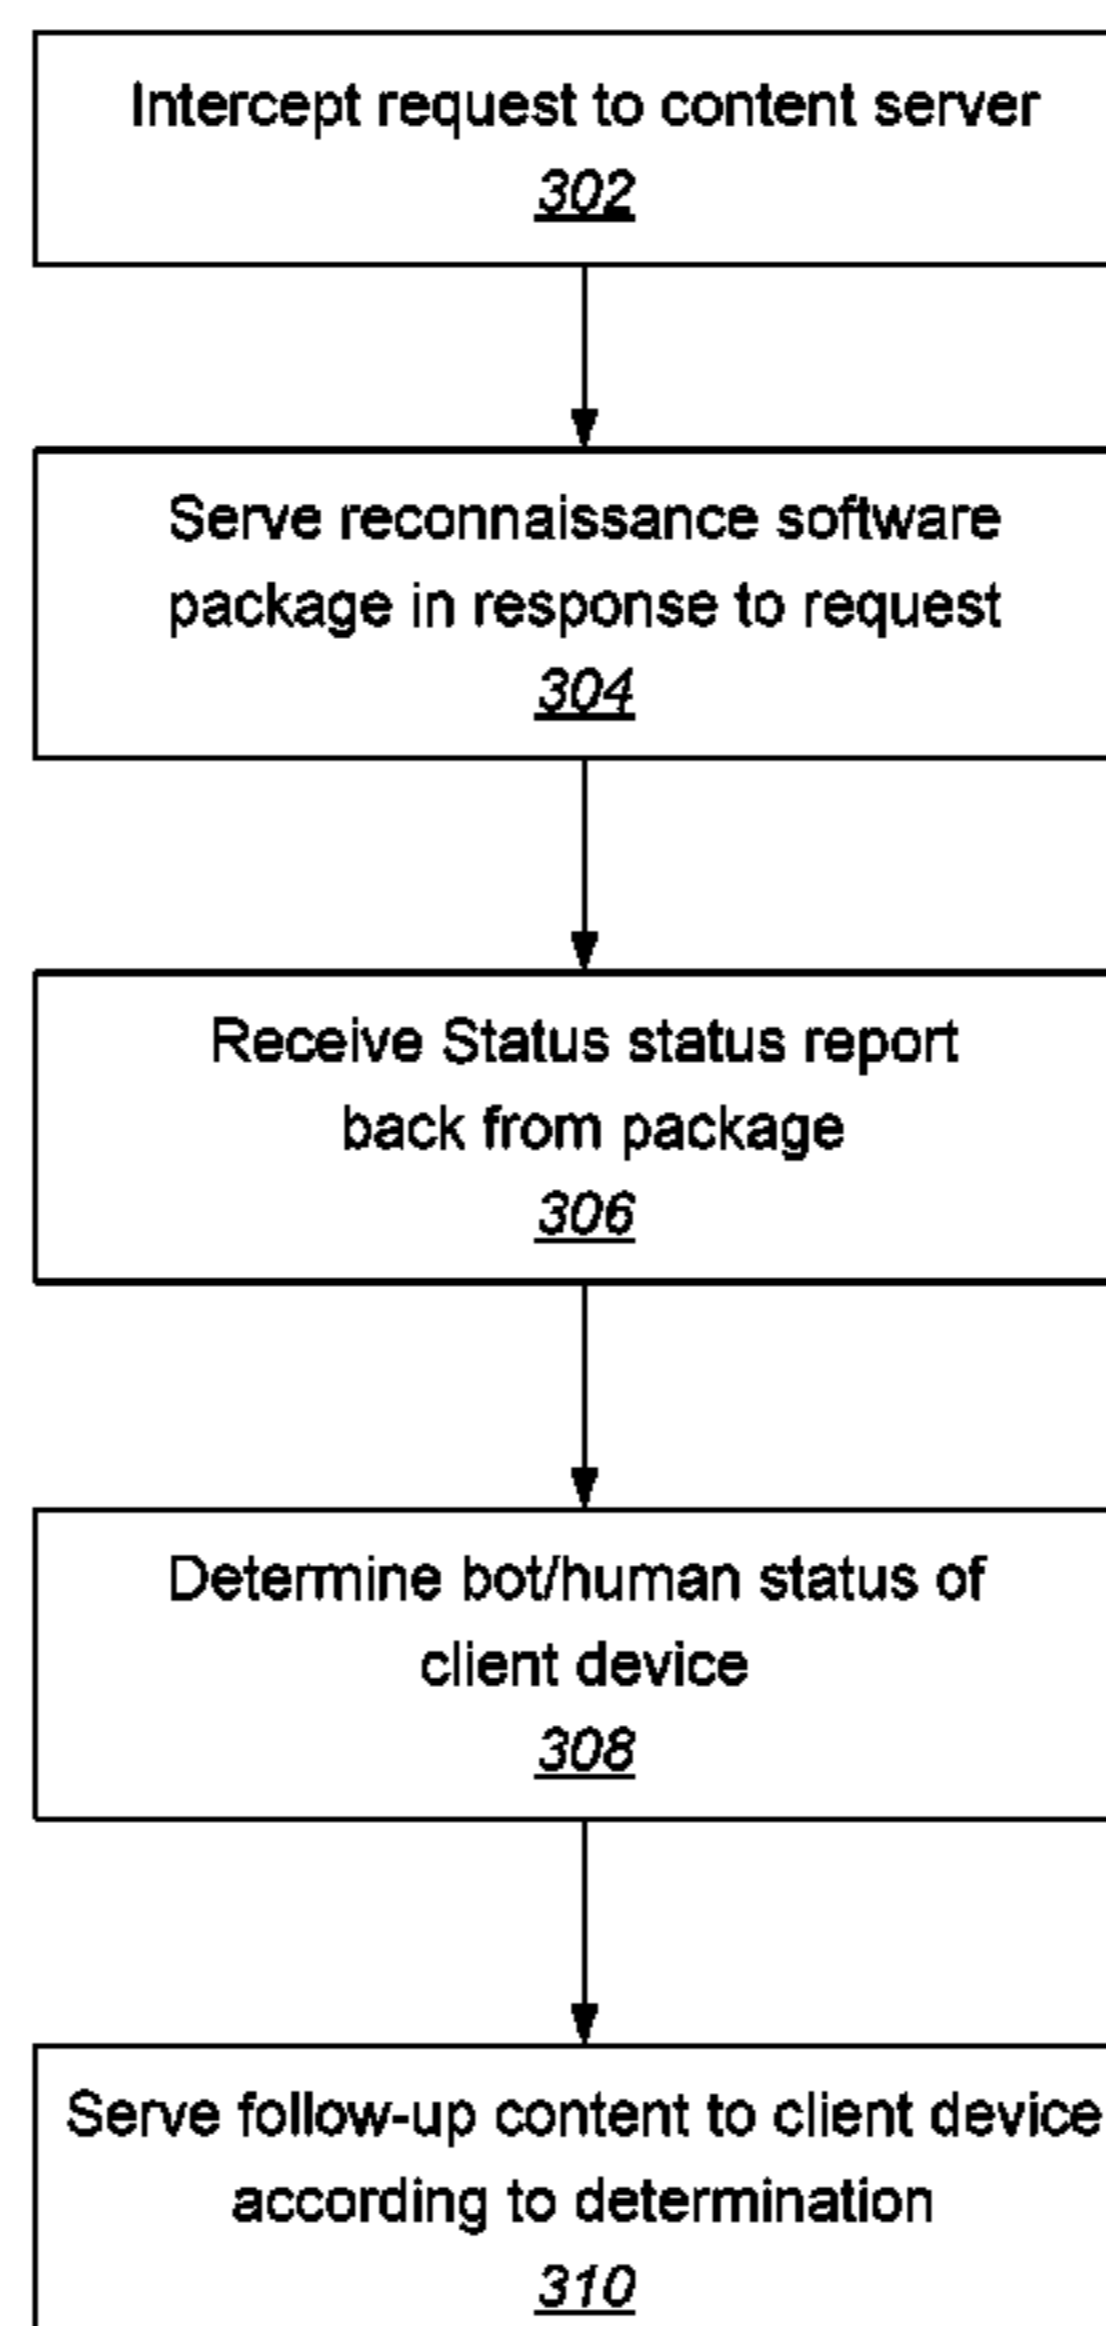 Intercept request to content server
302
Serve reconnaissance software
package in response to request
304
Receive Status status report
back from package
306
Determine bot/human status of
client device
308
Serve follow-up content to client device
according to determination
310